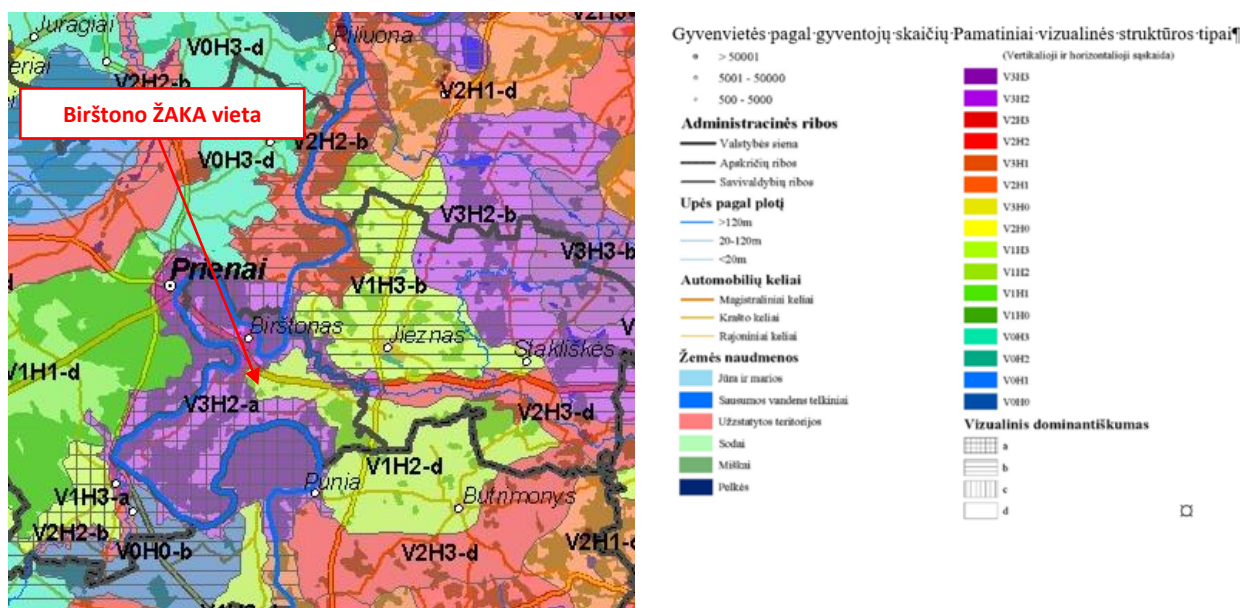 Juragiai
Piliuona
V2H2-b
V0H3-d
V2H1-d
Birštono ŽAKA vieta
V0H3-d
V2H2-b
V3H2-b
V3H3-b
Prienai
V1H3-b
Birštonas
Jieznas
Stakliškės
V1H1-d
V3H2-a
V2H3-d
V1H2-d
V1H3-a
Punia
Butrimonys
V2H2-b
V0H0-b
V2H3-d
V2H1-d
Gyvenvietės·pagal·gyventojų·skaičių·Pamatiniai·vizualinės·struktūros·tipai¶
(Vertikalioji ir horizontalioji sąskaida)
> 50001
5001 - 50000
500 - 5000
Administracinės ribos
Valstybės siena
Apskričių ribos
Savivaldybių ribos
Upės pagal plotį
>120m
20-120m
<20m
Automobilių keliai
Magistraliniai keliai
Krašto keliai
Rajoniniai keliai
Žemės naudmenos
Jūra ir marios
Sausumos vandens telkiniai
Užstatytos teritorijos
Sodai
Miškai
Pelkės
V3H3
V3H2
V2H3
V2H2
V3H1
V2H1
V3H0
V2H0
V1H3
V1H2
V1H1
V1H0
V0H3
V0H2
V0H1
V0H0
Vizualinis dominantiškumas
a
b
c
d
¤